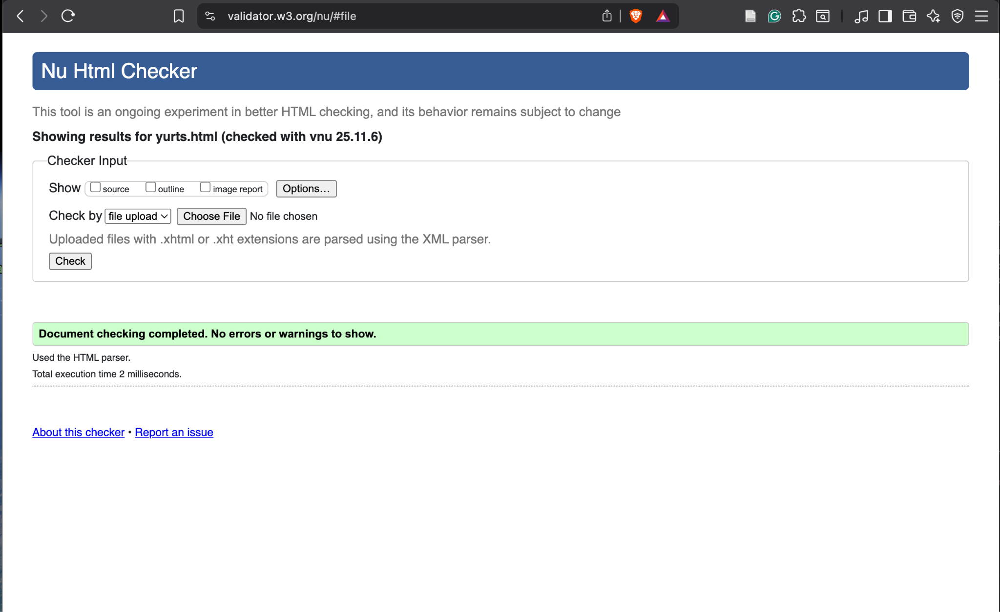 validator.w3.org/nu/#file
Nu Html Checker
This tool is an ongoing experiment in better HTML checking, and its behavior remains subject to change
Showing results for yurts.html (checked with vnu 25.11.6)
Checker Input
Show source outline image report Options...
Check by file upload Choose File No file chosen
Uploaded files with .xhtml or .xht extensions are parsed using the XML parser.
Check
Document checking completed. No errors or warnings to show.
Used the HTML parser.
Total execution time 2 milliseconds.
About this checker • Report an issue